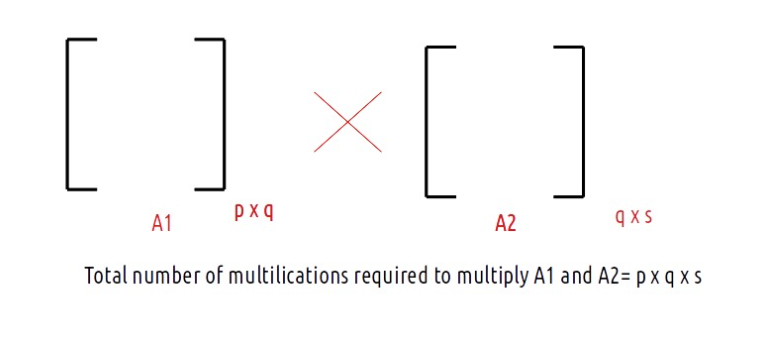 A1
p x q
A2
q x s
Total number of multilications required to multiply A1 and A2= p x q x s